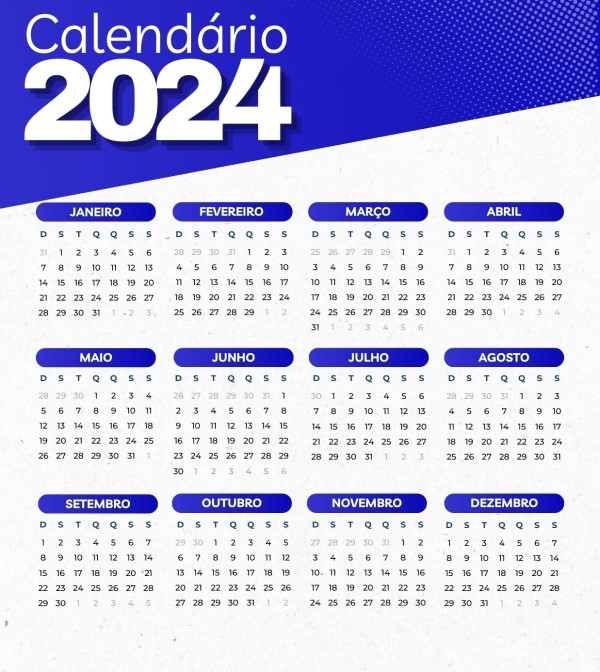 Calendário
2024
JANEIRO
D S T Q Q S S
31 1 2 3 4 5 6
7 8 9 10 11 12 13
14 15 16 17 18 19 20
21 22 23 24 25 26 27
28 29 30 31 1 2 3
FEVEREIRO
D S T Q Q S S
28 29 30 31 1 2 3
4 5 6 7 8 9 10
11 12 13 14 15 16 17
18 19 20 21 22 23 24
25 26 27 28 29 1 2
MARÇO
D S T Q Q S S
25 26 27 28 29 1 2
3 4 5 6 7 8 9
10 11 12 13 14 15 16
17 18 19 20 21 22 23
24 25 26 27 28 29 30
31 1 2 3 4 5 6
ABRIL
D S T Q Q S S
31 1 2 3 4 5 6
7 8 9 10 11 12 13
14 15 16 17 18 19 20
21 22 23 24 25 26 27
28 29 30 1 2 3 4
MAIO
D S T Q Q S S
28 29 30 1 2 3 4
5 6 7 8 9 10 11
12 13 14 15 16 17 18
19 20 21 22 23 24 25
26 27 28 29 30 31 1
JUNHO
D S T Q Q S S
26 27 28 29 30 31 1
2 3 4 5 6 7 8
9 10 11 12 13 14 15
16 17 18 19 20 21 22
23 24 25 26 27 28 29
30 1 2 3 4 5 6
JULHO
D S T Q Q S S
30 1 2 3 4 5 6
7 8 9 10 11 12 13
14 15 16 17 18 19 20
21 22 23 24 25 26 27
28 29 30 31 1 2 3
AGOSTO
D S T Q Q S S
28 29 30 31 1 2 3
4 5 6 7 8 9 10
11 12 13 14 15 16 17
18 19 20 21 22 23 24
25 26 27 28 29 30 31
SETEMBRO
D S T Q Q S S
1 2 3 4 5 6 7
8 9 10 11 12 13 14
15 16 17 18 19 20 21
22 23 24 25 26 27 28
29 30 1 2 3 4 5
OUTUBRO
D S T Q Q S S
29 30 1 2 3 4 5
6 7 8 9 10 11 12
13 14 15 16 17 18 19
20 21 22 23 24 25 26
27 28 29 30 31 1 2
NOVEMBRO
D S T Q Q S S
27 28 29 30 31 1 2
3 4 5 6 7 8 9
10 11 12 13 14 15 16
17 18 19 20 21 22 23
24 25 26 27 28 29 30
DEZEMBRO
D S T Q Q S S
1 2 3 4 5 6 7
8 9 10 11 12 13 14
15 16 17 18 19 20 21
22 23 24 25 26 27 28
29 30 31 1 2 3 4